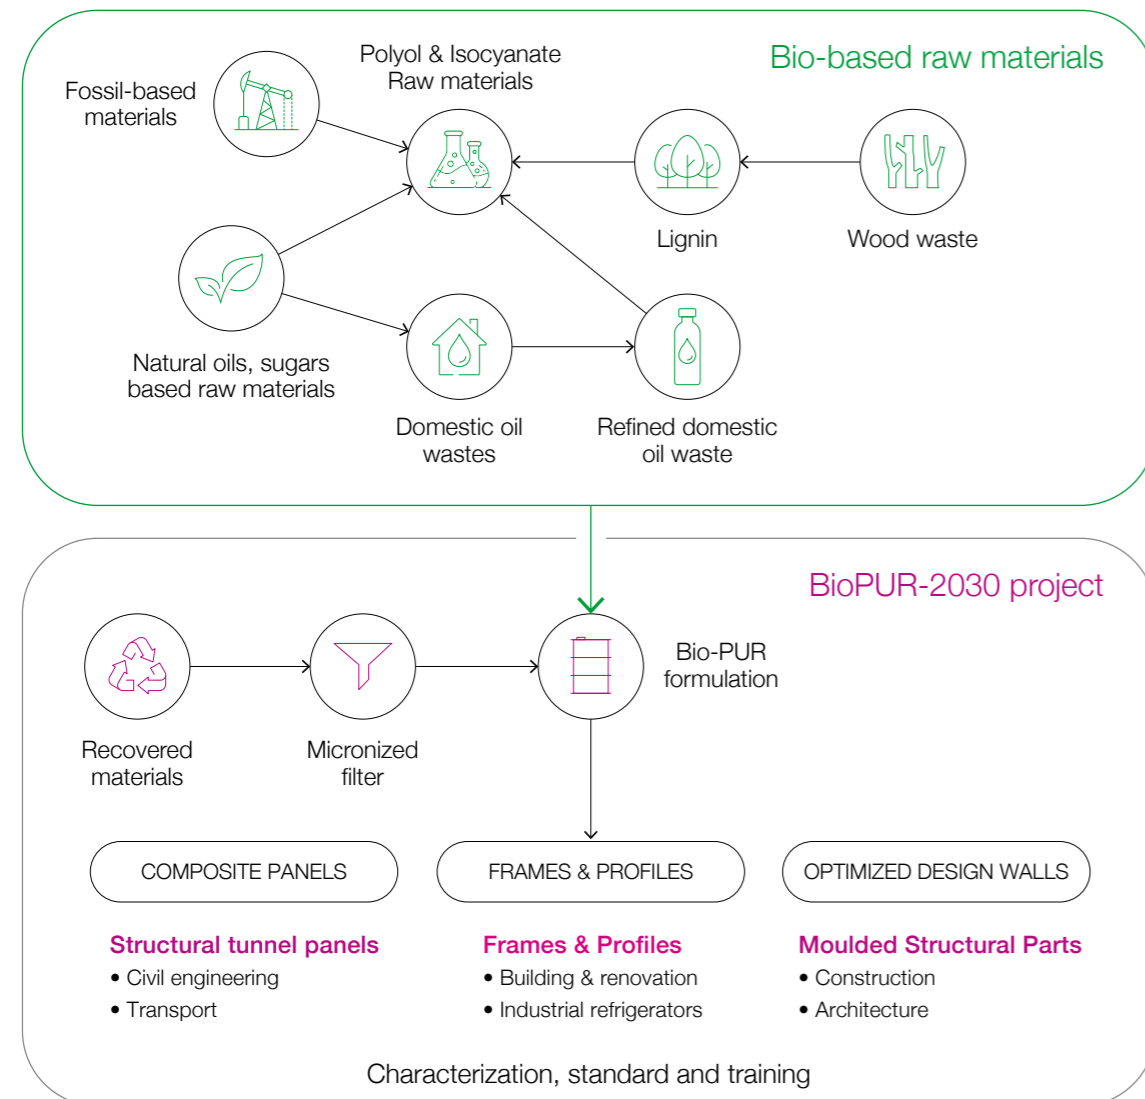 Bio-based raw materials
Polyol & Isocyanate
Raw materials
Fossil-based
materials
Lignin
Wood waste
Natural oils, sugars
based raw materials
Domestic oil
wastes
Refined domestic
oil waste
BioPUR-2030 project
Bio-PUR
formulation
Recovered
materials
Micronized
filter
COMPOSITE PANELS
FRAMES & PROFILES
OPTIMIZED DESIGN WALLS
Structural tunnel panels
• Civil engineering
• Transport
Frames & Profiles
• Building & renovation
• Industrial refrigerators
Moulded Structural Parts
• Construction
• Architecture
Characterization, standard and training